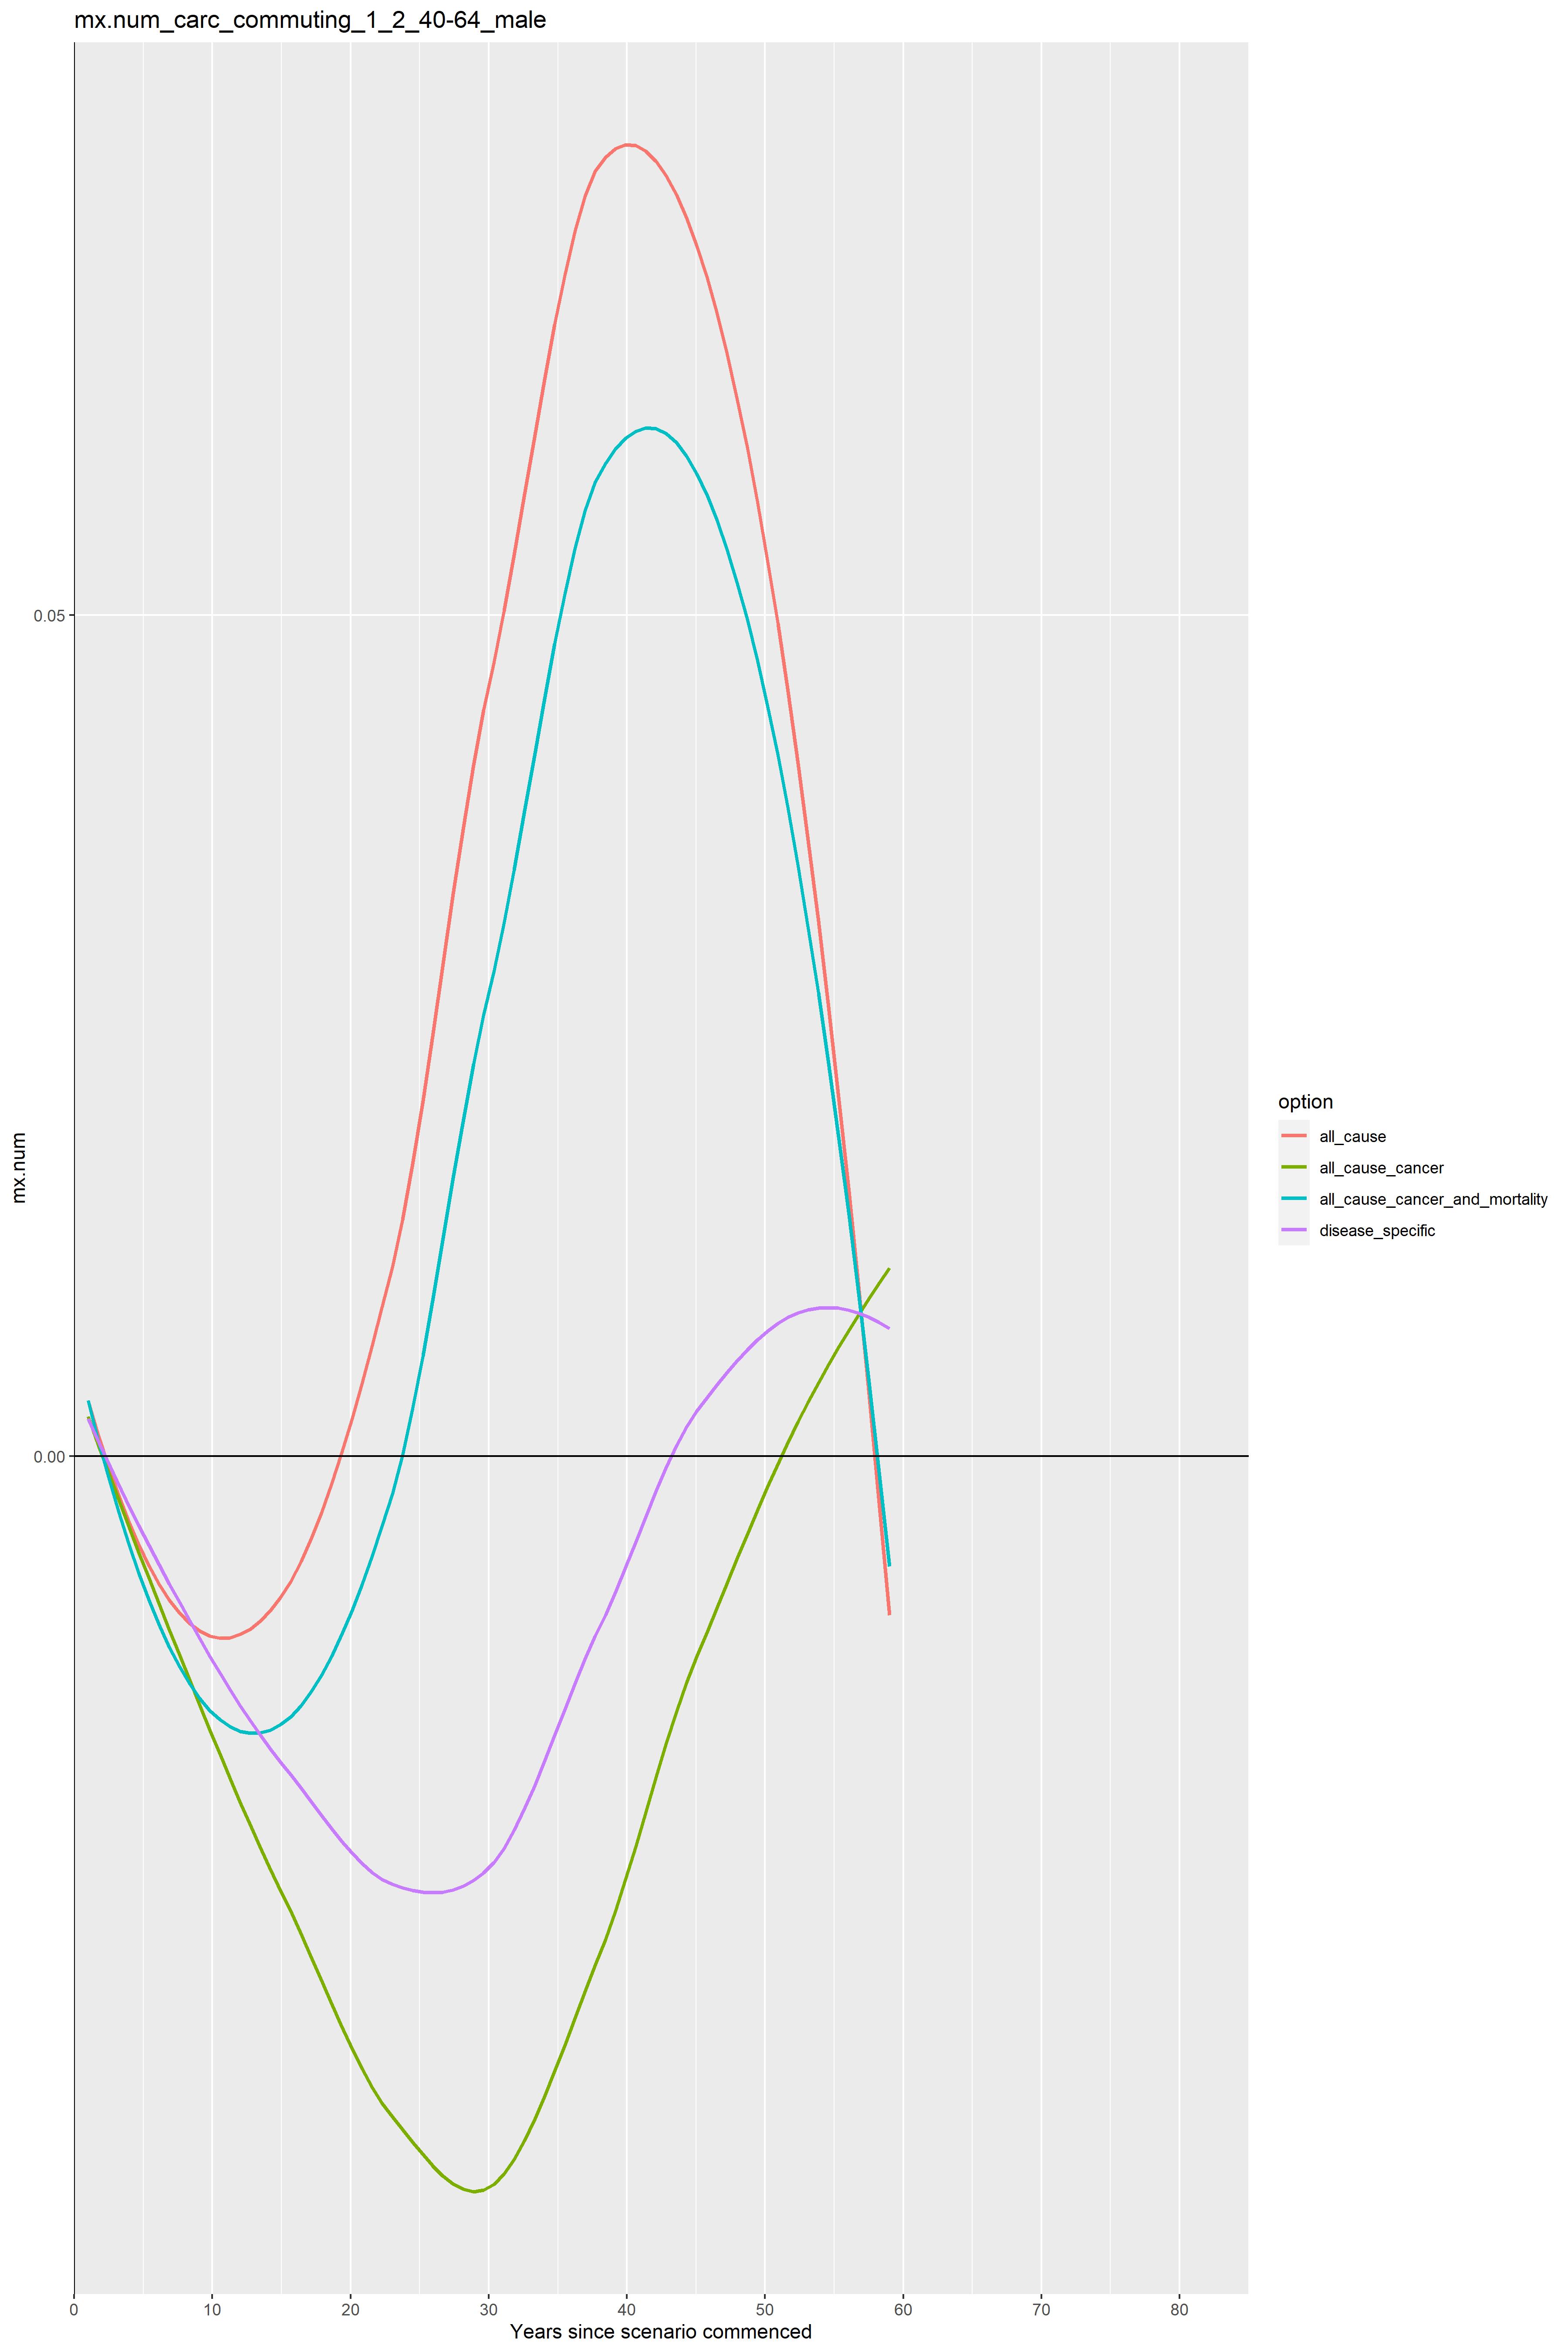 mx.num_carc_commuting_1_2_40-64_male
mx.num
0.05
0.00
0 10 20 30 40 50 60 70 80
Years since scenario commenced
option
all_cause
all_cause_cancer
all_cause_cancer_and_mortality
disease_specific